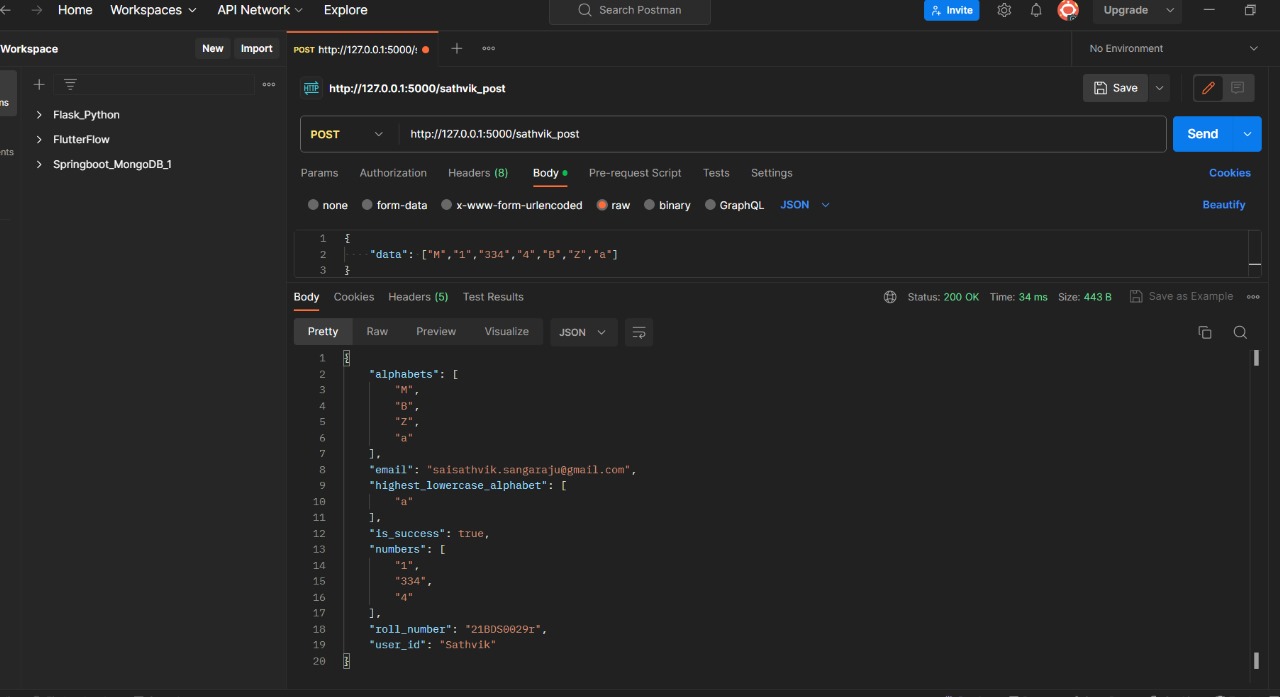 Home Workspaces API Network Explore Search Postman Invite Upgrade
Workspace New Import POST http://127.0.0.1:5000/s No Environment
http://127.0.0.1:5000/sathvik_post Save
Flask_Python
FlutterFlow
Springboot_MongoDB_1
POST http://127.0.0.1:5000/sathvik_post Send
Params Authorization Headers (8) Body Pre-request Script Tests Settings Cookies
none form-data x-www-form-urlencoded raw binary GraphQL JSON Beautify
1 {
2 "data": ["M","1","334","4","B","Z","a"]
3 }
Body Cookies Headers (5) Test Results Status: 200 OK Time: 34 ms Size: 443 B Save as Example
Pretty Raw Preview Visualize JSON
1 {
2 "alphabets": [
3 "M",
4 "B",
5 "Z",
6 "a"
7 ],
8 "email": "saisathvik.sangaraju@gmail.com",
9 "highest_lowercase_alphabet": [
10 "a"
11 ],
12 "is_success": true,
13 "numbers": [
14 "1",
15 "334",
16 "4"
17 ],
18 "roll_number": "21BDS0029r",
19 "user_id": "Sathvik"
20 }